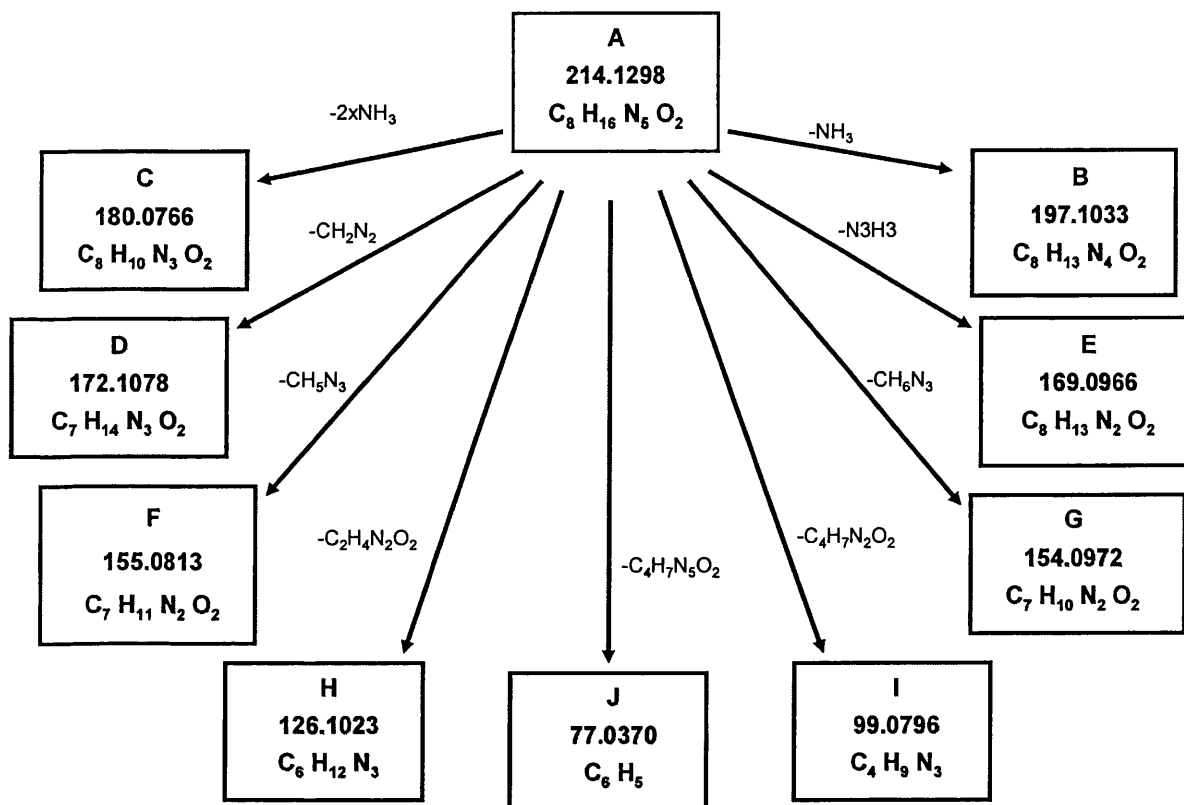 A
214.1298
C₈ H₁₆ N₅ O₂
-2xNH₃
-NH₃
C
180.0766
C₈ H₁₀ N₃ O₂
B
197.1033
C₈ H₁₃ N₄ O₂
-CH₂N₂
-N3H3
D
172.1078
C₇ H₁₄ N₃ O₂
E
169.0966
C₈ H₁₃ N₂ O₂
-CH₅N₃
-CH₆N₃
F
155.0813
C₇ H₁₁ N₂ O₂
G
154.0972
C₇ H₁₀ N₂ O₂
-C₂H₄N₂O₂
-C₄H₇N₅O₂
-C₄H₇N₂O₂
H
126.1023
C₆ H₁₂ N₃
J
77.0370
C₆ H₅
I
99.0796
C₄ H₉ N₃